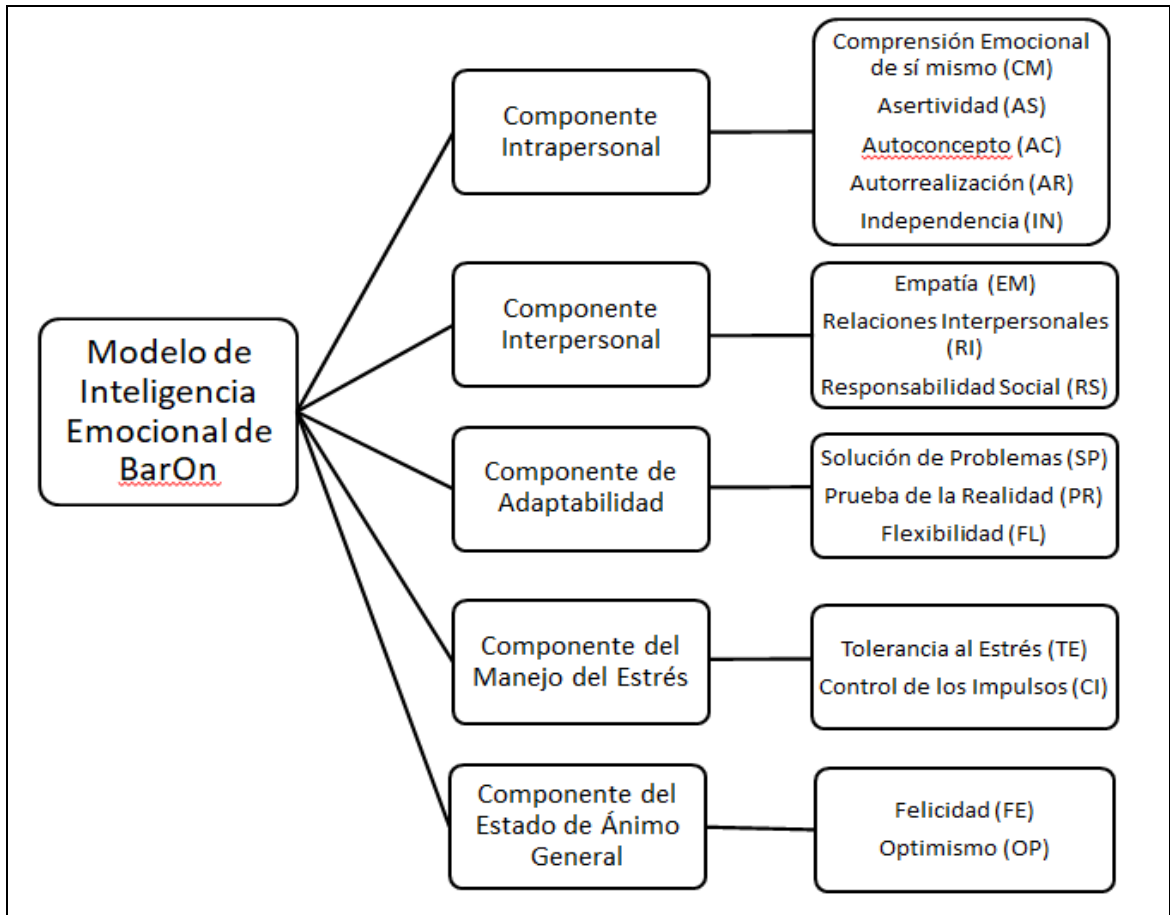 Modelo de
Inteligencia
Emocional de
BarOn
Componente
Intrapersonal
Comprensión Emocional
de sí mismo (CM)
Asertividad (AS)
Autoconcepto (AC)
Autorrealización (AR)
Independencia (IN)
Componente
Interpersonal
Empatía (EM)
Relaciones Interpersonales
(RI)
Responsabilidad Social (RS)
Componente de
Adaptabilidad
Solución de Problemas (SP)
Prueba de la Realidad (PR)
Flexibilidad (FL)
Componente del
Manejo del Estrés
Tolerancia al Estrés (TE)
Control de los Impulsos (CI)
Componente del
Estado de Ánimo
General
Felicidad (FE)
Optimismo (OP)